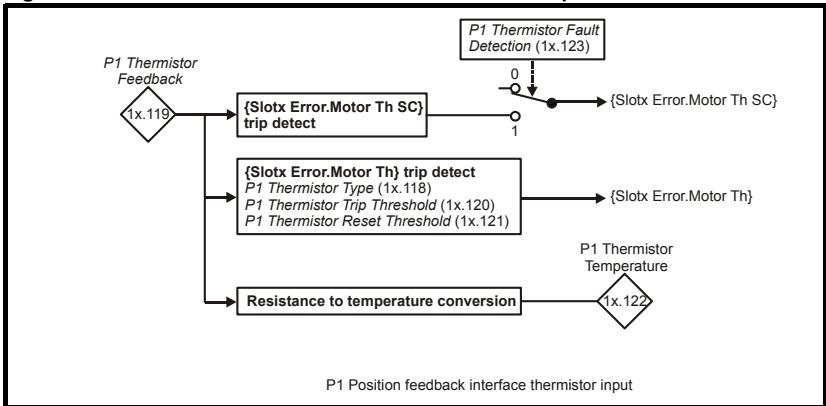 P1 Thermistor Fault
Detection (1x.123)
P1 Thermistor
Feedback
1x.119
0
1
{Slotx Error.Motor Th SC}
trip detect
{Slotx Error.Motor Th SC}
{Slotx Error.Motor Th} trip detect
P1 Thermistor Type (1x.118)
P1 Thermistor Trip Threshold (1x.120)
P1 Thermistor Reset Threshold (1x.121)
{Slotx Error.Motor Th}
P1 Thermistor
Temperature
Resistance to temperature conversion
1x.122
P1 Position feedback interface thermistor input